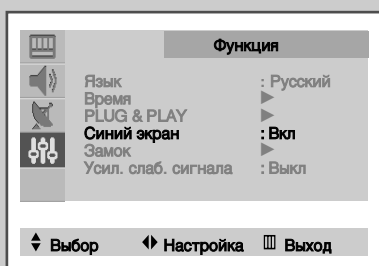 Функция
Язык : Русский
Время ▶
PLUG & PLAY ▶
Синий экран : Вкл
Замок ▶
Усил. слаб. сигнала : Выкл
Выбор Настройка Выход